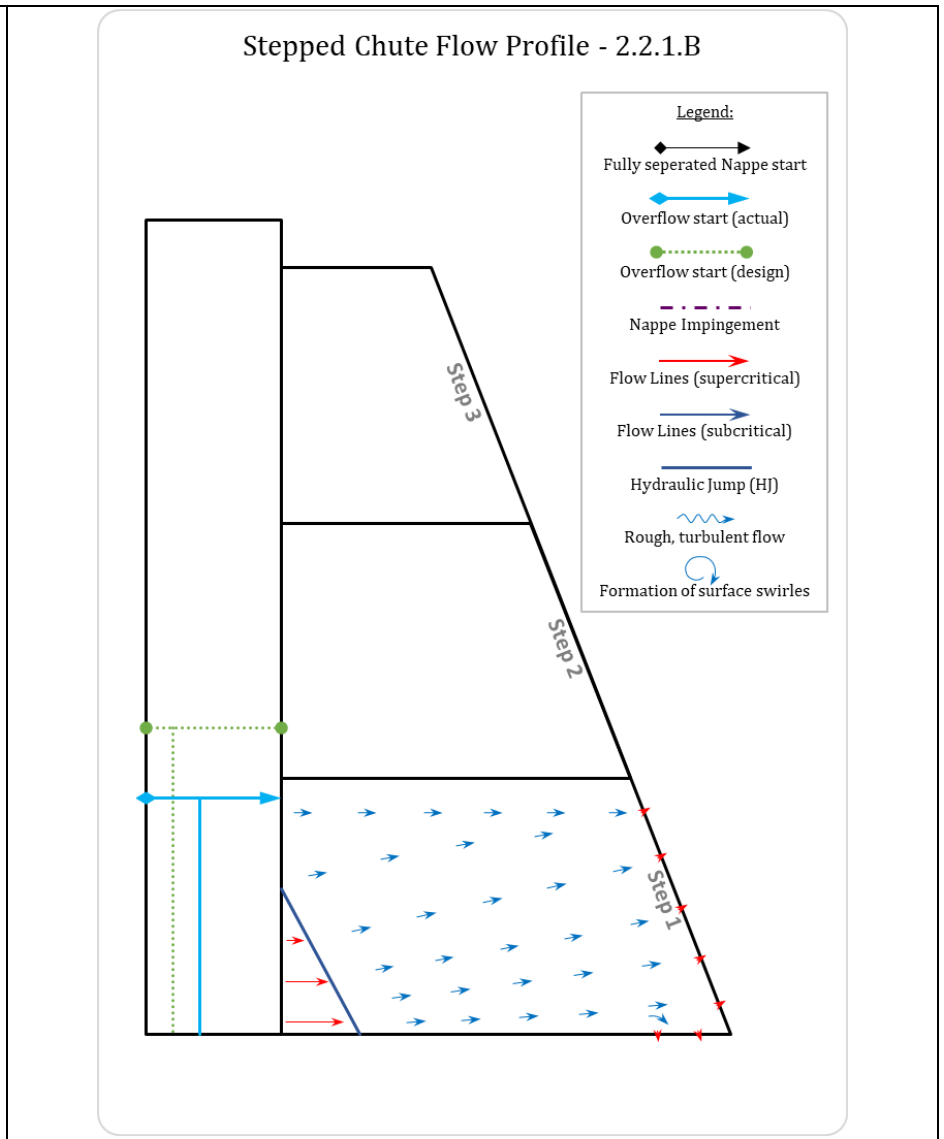 Stepped Chute Flow Profile - 2.2.1.B
Legend:
Fully seperated Nappe start
Overflow start (actual)
Overflow start (design)
Nappe Impingement
Flow Lines (supercritical)
Flow Lines (subcritical)
Hydraulic Jump (HJ)
Rough, turbulent flow
Formation of surface swirles
Step 3
Step 2
Step 1